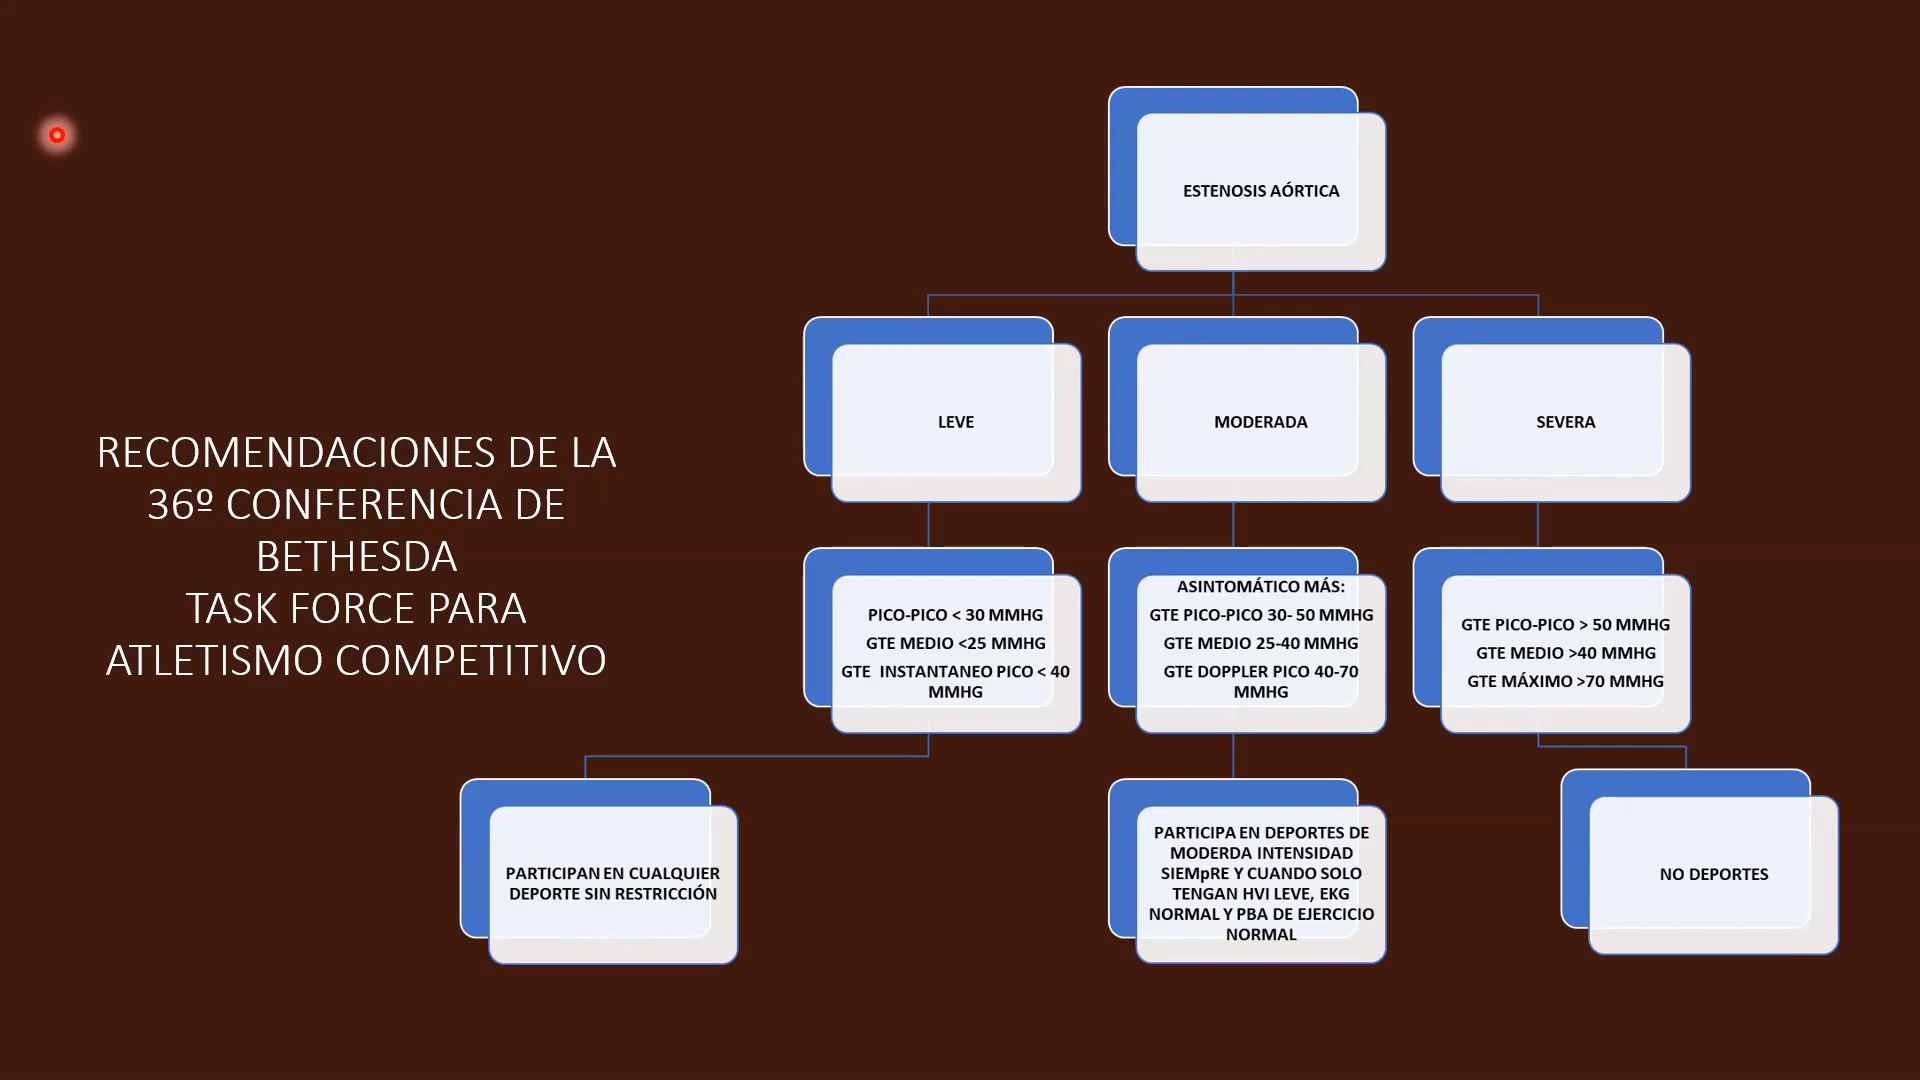 RECOMENDACIONES DE LA
36º CONFERENCIA DE
BETHESDA
TASK FORCE PARA
ATLETISMO COMPETITIVO
ESTENOSIS AÓRTICA
LEVE
MODERADA
SEVERA
PICO-PICO < 30 MMHG
GTE MEDIO <25 MMHG
GTE INSTANTANEO PICO < 40
MMHG
ASINTOMÁTICO MÁS:
GTE PICO-PICO 30- 50 MMHG
GTE MEDIO 25-40 MMHG
GTE DOPPLER PICO 40-70
MMHG
GTE PICO-PICO > 50 MMHG
GTE MEDIO >40 MMHG
GTE MÁXIMO >70 MMHG
PARTICIPAN EN CUALQUIER
DEPORTE SIN RESTRICCIÓN
PARTICIPA EN DEPORTES DE
MODERDA INTENSIDAD
SIEMpRE Y CUANDO SOLO
TENGAN HVI LEVE, EKG
NORMAL Y PBA DE EJERCICIO
NORMAL
NO DEPORTES